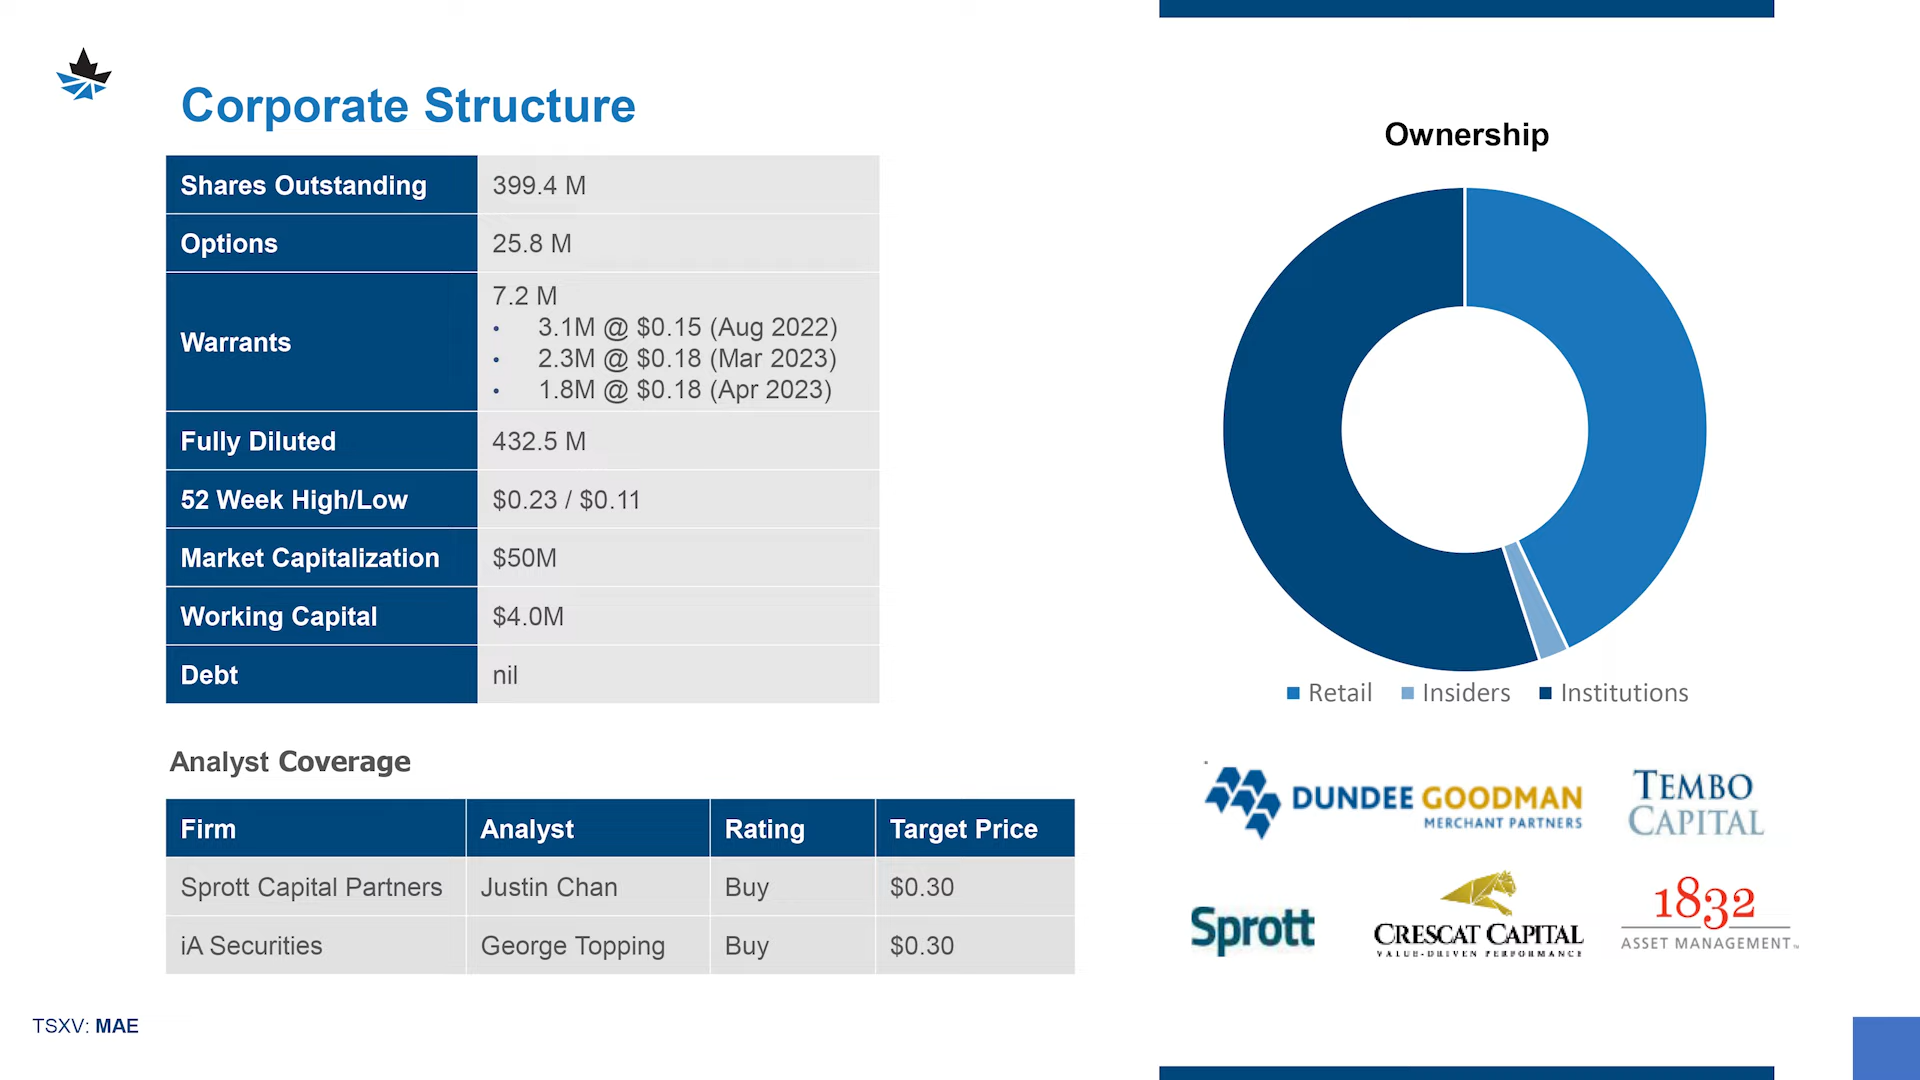 Corporate Structure
Shares Outstanding 399.4 M
Options 25.8 M
Warrants 7.2 M
• 3.1M @ $0.15 (Aug 2022)
• 2.3M @ $0.18 (Mar 2023)
• 1.8M @ $0.18 (Apr 2023)
Fully Diluted 432.5 M
52 Week High/Low $0.23 / $0.11
Market Capitalization $50M
Working Capital $4.0M
Debt nil
Analyst Coverage
Firm Analyst Rating Target Price
Sprott Capital Partners Justin Chan Buy $0.30
iA Securities George Topping Buy $0.30
TSXV: MAE
Ownership
Retail Insiders Institutions
DUNDEE GOODMAN
MERCHANT PARTNERS
TEMBO
CAPITAL
Sprott
CRESCAT CAPITAL
VALUE-DRIVEN PERFORMANCE
1832
ASSET MANAGEMENT